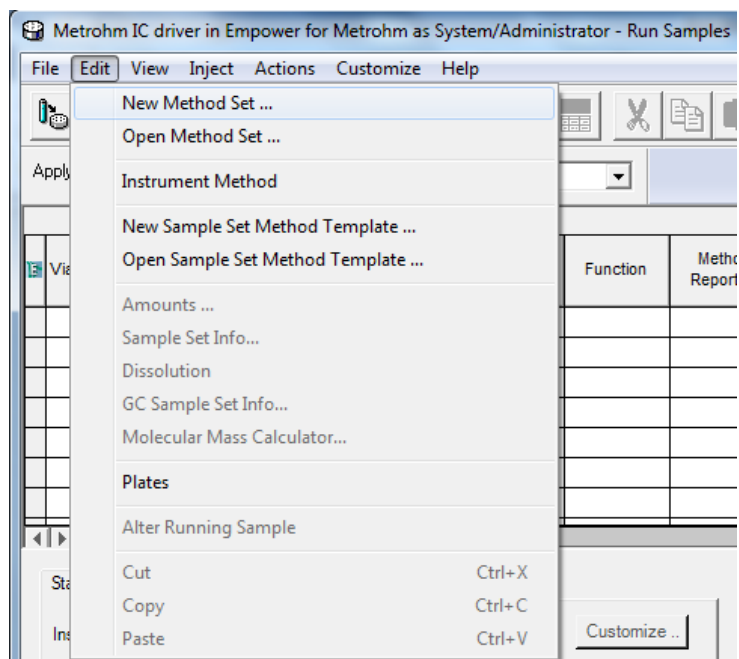 Metrohm IC driver in Empower for Metrohm as System/Administrator - Run Samples
File Edit View Inject Actions Customize Help
New Method Set ...
Open Method Set ...
Apply
Instrument Method
New Sample Set Method Template ...
Open Sample Set Method Template ...
Function
Amounts ...
Sample Set Info...
Dissolution
GC Sample Set Info...
Molecular Mass Calculator...
Plates
Alter Running Sample
Cut Ctrl+X
Copy Ctrl+C
Paste Ctrl+V
Customize ..